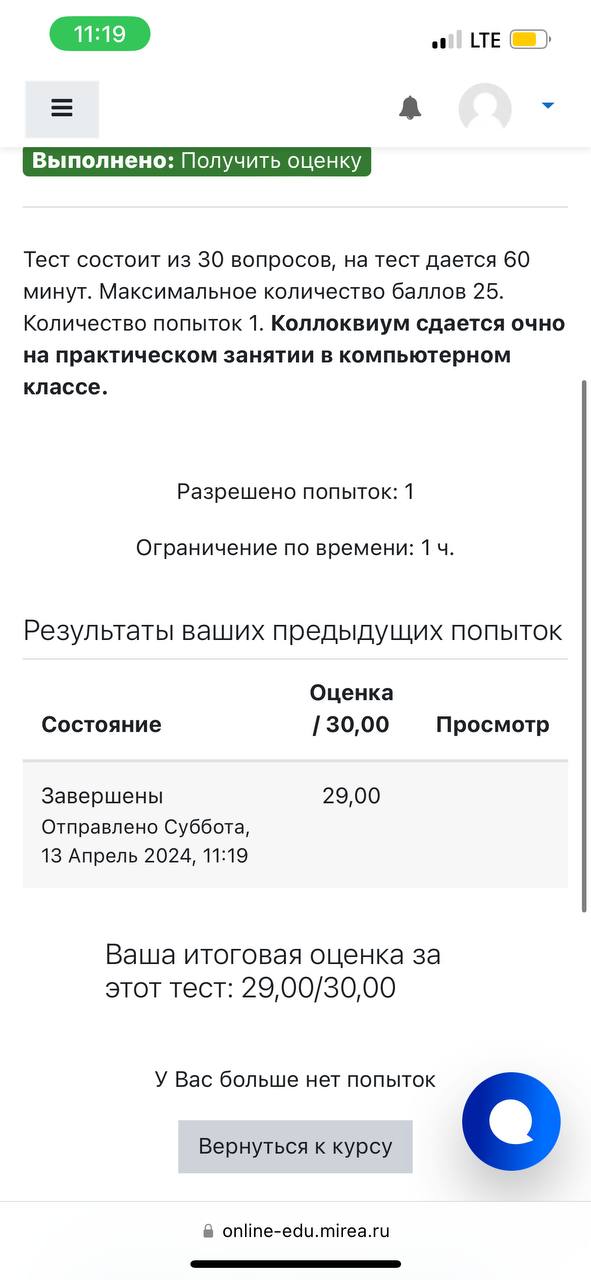 11:19
LTE
Выполнено: Получить оценку
Тест состоит из 30 вопросов, на тест дается 60
минут. Максимальное количество баллов 25.
Количество попыток 1. Коллоквиум сдается очно
на практическом занятии в компьютерном
классе.
Разрешено попыток: 1
Ограничение по времени: 1 ч.
Результаты ваших предыдущих попыток
Оценка
Состояние / 30,00 Просмотр
Завершены 29,00
Отправлено Суббота,
13 Апрель 2024, 11:19
Ваша итоговая оценка за
этот тест: 29,00/30,00
У Вас больше нет попыток
Вернуться к курсу
online-edu.mirea.ru